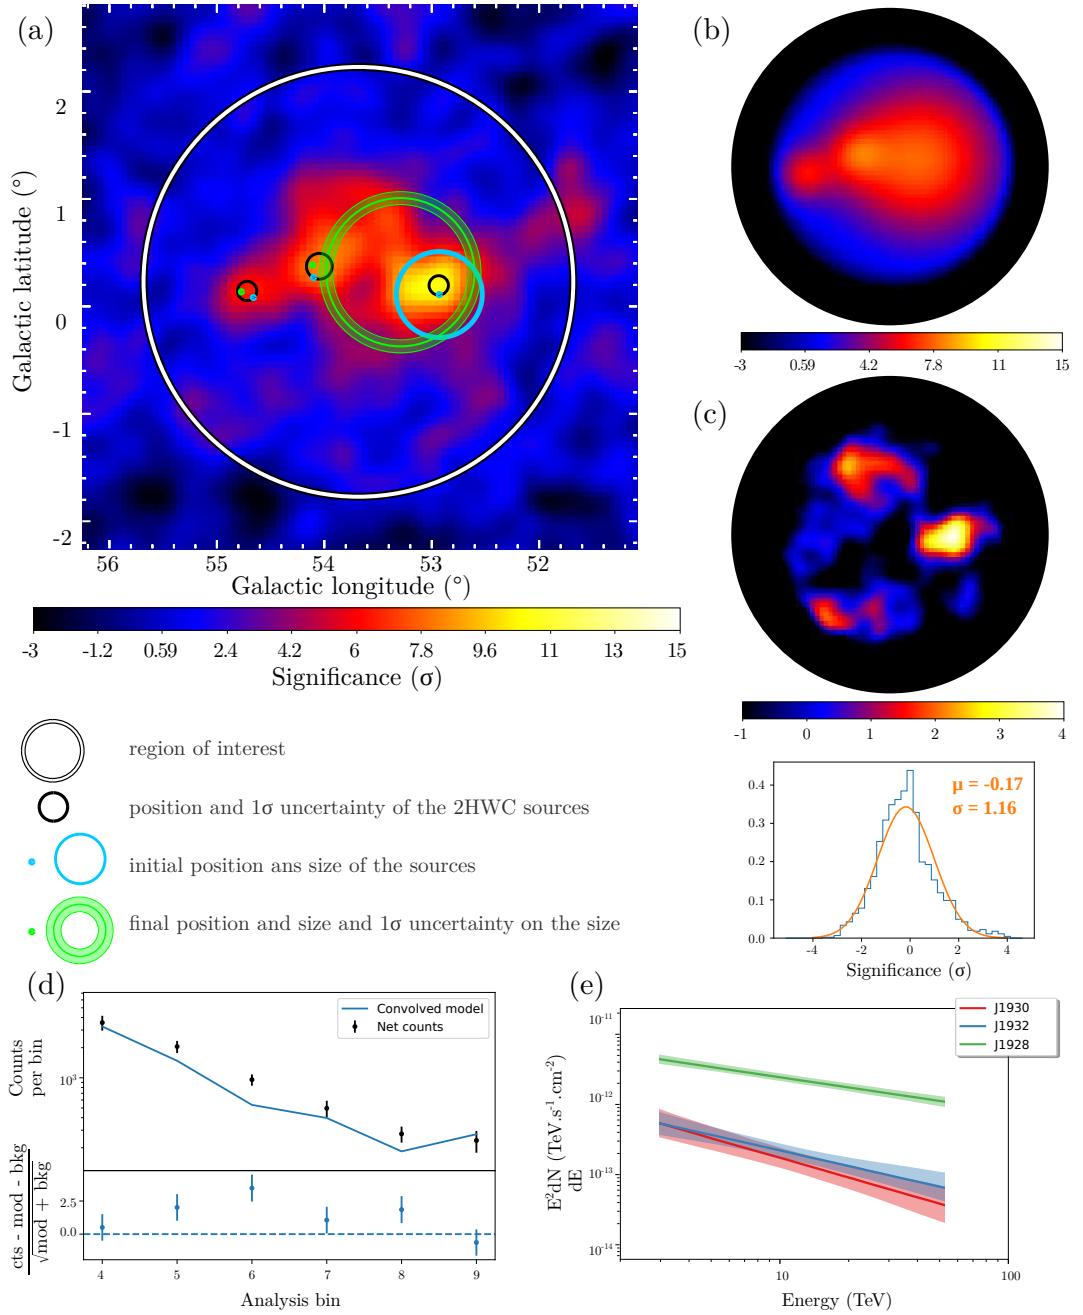 (a)
Galactic latitude (°)
2
1
0
-1
-2
56
55
54
53
52
Galactic longitude (°)
-3 -1.2 0.59 2.4 4.2 6 7.8 9.6 11 13 15
Significance (σ)
(b)
-3 0.59 4.2 7.8 11 15
(c)
-1 0 1 2 3 4
region of interest
position and 1σ uncertainty of the 2HWC sources
initial position ans size of the sources
final position and size and 1σ uncertainty on the size
μ = -0.17
σ = 1.16
0.4
0.3
0.2
0.1
0.0
-4 -2 0 2 4
Significance (σ)
(d)
Convolved model
Net counts
Counts
per bin
10³
cts - mod - bkg
√mod + bkg
2.5
0.0
4 5 6 7 8 9
Analysis bin
(e)
J1930
J1932
J1928
E²dN (TeV.s⁻¹.cm⁻²)
dE
10⁻¹¹
10⁻¹²
10⁻¹³
10⁻¹⁴
10 100
Energy (TeV)